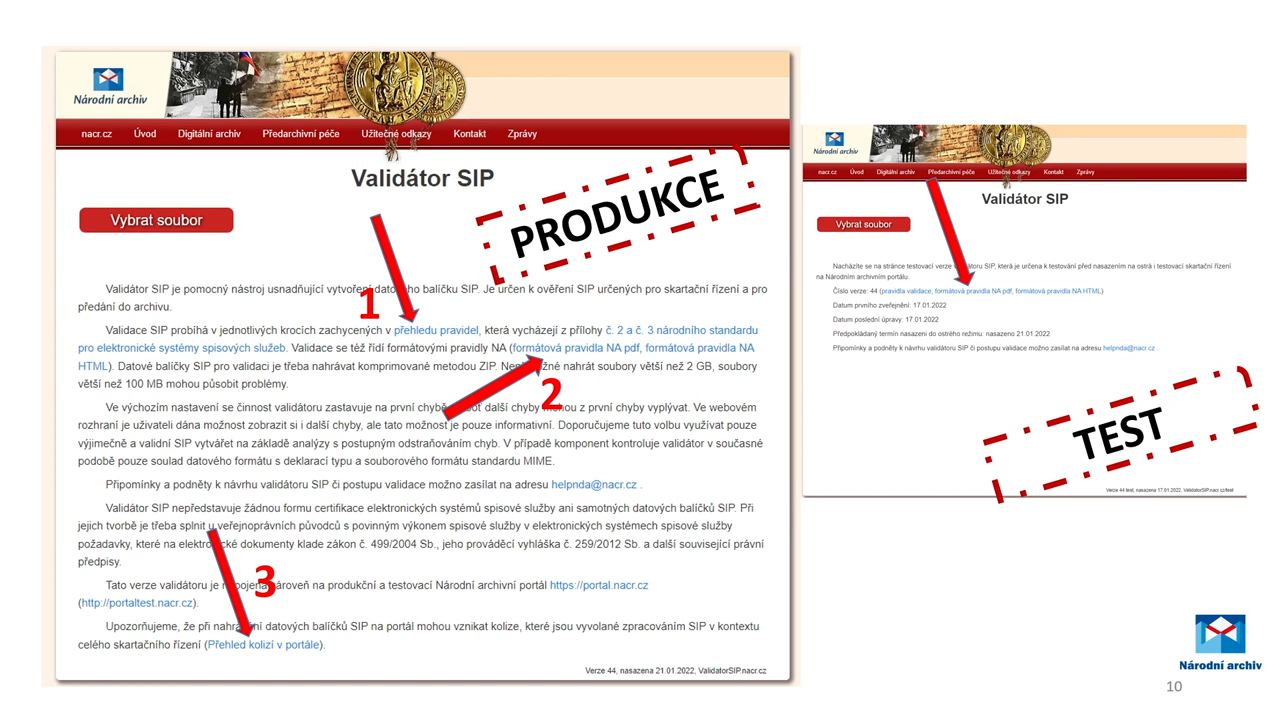 Národní archiv
nacr.cz Úvod Digitální archiv Předarchivní péče Užitečné odkazy Kontakt Zprávy
Validátor SIP
PRODUKCE
Vybrat soubor
Validátor SIP je pomocný nástroj usnadňující vytvoření datového balíčku SIP. Je určen k ověření SIP určených pro skartační řízení a pro
předání do archivu.
1
Validace SIP probíhá v jednotlivých krocích zachycených v přehledu pravidel, která vycházejí z přílohy č. 2 a č. 3 národního standardu
pro elektronické systémy spisových služeb. Validace se též řídí formátovými pravidly NA (formátová pravidla NA pdf, formátová pravidla NA
HTML). Datové balíčky SIP pro validaci je třeba nahrávat komprimované metodou ZIP. Není možné nahrát soubory větší než 2 GB, soubory
větší než 100 MB mohou působit problémy.
2
Ve výchozím nastavení se činnost validátoru zastavuje na první chybě, neboť další chyby mohou z první chyby vyplývat. Ve webovém
rozhraní je uživateli dána možnost zobrazit si i další chyby, ale tato možnost je pouze informativní. Doporučujeme tuto volbu využívat pouze
výjimečně a validní SIP vytvářet na základě analýzy s postupným odstraňováním chyb. V případě komponent kontroluje validátor v současné
podobě pouze soulad datového formátu s deklarací typu a souborového formátu standardu MIME.
Připomínky a podněty k návrhu validátoru SIP či postupu validace možno zasílat na adresu helpnda@nacr.cz .
Validátor SIP nepředstavuje žádnou formu certifikace elektronických systémů spisové služby ani samotných datových balíčků SIP. Při
jejich tvorbě je třeba splnit u veřejnoprávních původců s povinným výkonem spisové služby v elektronických systémech spisové služby
požadavky, které na elektronické dokumenty klade zákon č. 499/2004 Sb., jeho prováděcí vyhláška č. 259/2012 Sb. a další související právní
předpisy.
3
Tato verze validátoru je napojena zároveň na produkční a testovací Národní archivní portál https://portal.nacr.cz
(http://portaltest.nacr.cz).
Upozorňujeme, že při nahrávání datových balíčků SIP na portál mohou vznikat kolize, které jsou vyvolané zpracováním SIP v kontextu
celého skartačního řízení (Přehled kolizí v portále).
Verze 44, nasazena 21.01.2022, ValidatorSIP.nacr.cz
Národní archiv
nacr.cz Úvod Digitální archiv Předarchivní péče Užitečné odkazy Kontakt Zprávy
Validátor SIP
Vybrat soubor
Nacházíte se na stránce testovací verze validátoru SIP, která je určena k testování před nasazením na ostrá i testovací skartační řízení
na Národním archivním portálu.
Číslo verze: 44 (pravidla validace, formátová pravidla NA pdf, formátová pravidla NA HTML)
Datum prvního zveřejnění: 17.01.2022
Datum poslední úpravy: 17.01.2022
Předpokládaný termín nasazení do ostrého režimu: nasazeno 21.01.2022
Připomínky a podněty k návrhu validátoru SIP či postupu validace možno zasílat na adresu helpnda@nacr.cz .
TEST
Verze 44 test, nasazena 17.01.2022, ValidatorSIP.nacr.cz/test
Národní archiv
10